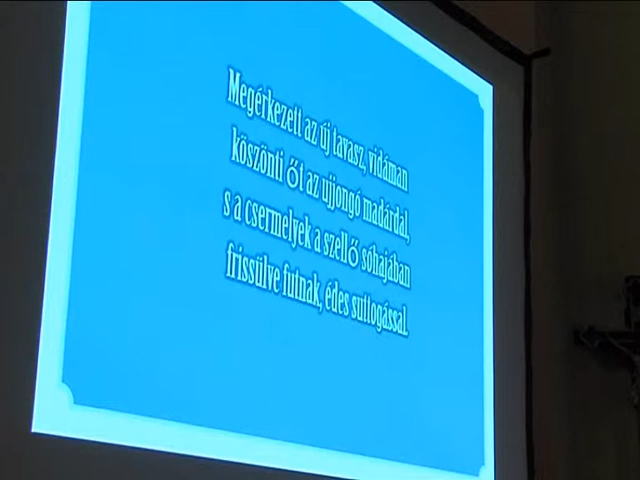 Megérkezett az új tavasz, vidáman
köszönti őt az ujjongó madárdal,
s a csermelyek a szellő sóhajában
frissülve futnak, édes suttogással.